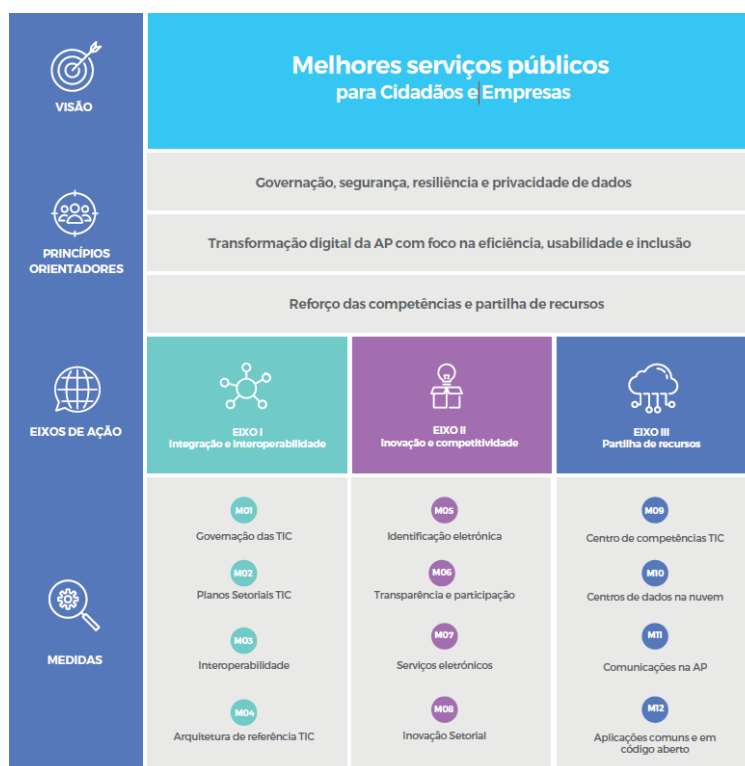 VISÃO
Melhores serviços públicos
para Cidadãos e Empresas
PRINCÍPIOS
ORIENTADORES
Governação, segurança, resiliência e privacidade de dados
Transformação digital da AP com foco na eficiência, usabilidade e inclusão
Reforço das competências e partilha de recursos
EIXOS DE AÇÃO
EIXO I
Integração e Interoperabilidade
EIXO II
Inovação e competitividade
EIXO III
Partilha de recursos
MEDIDAS
M01
Governação das TIC
M02
Planos Setoriais TIC
M03
Interoperabilidade
M04
Arquitetura de referência TIC
M05
Identificação eletrónica
M06
Transparência e participação
M07
Serviços eletrónicos
M08
Inovação Setorial
M09
Centro de competências TIC
M10
Centros de dados na nuvem
M11
Comunicações na AP
M12
Aplicações comuns e em
código aberto